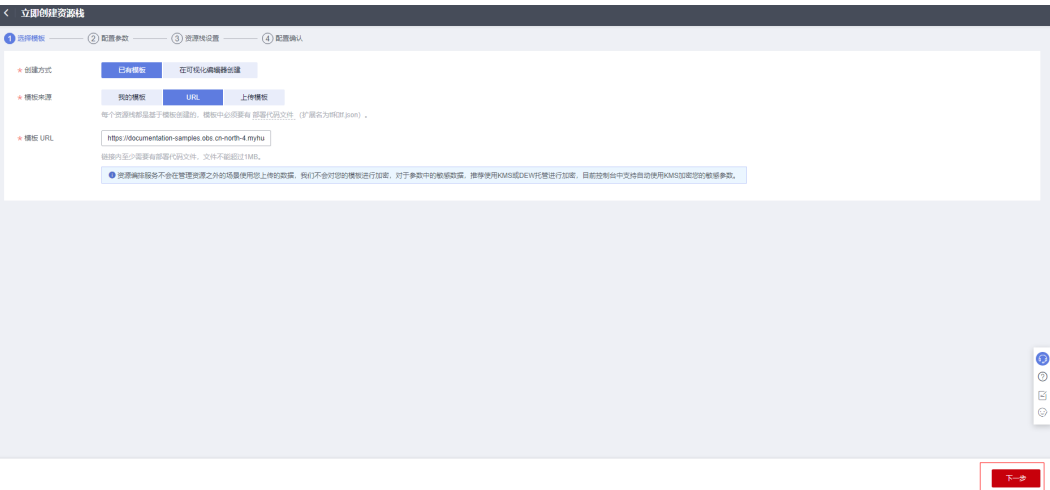 立即创建资源栈
1 选择模板 2 配置参数 3 资源栈设置 4 配置确认
* 创建方式 已有模板 在可视化编辑器创建
* 模板来源 我的模板 URL 上传模板
每个资源栈都是基于模板创建的，模板中必须要有 部署代码文件 （扩展名为tf和tf.json）。
* 模板 URL https://documentation-samples.obs.cn-north-4.myhu
链接内至少需要有部署代码文件，文件不能超过1MB。
资源编排服务不会在管理资源之外的场景使用您上传的数据，我们不会对您的模板进行加密，对于参数中的敏感数据，推荐使用KMS或DEW托管进行加密，目前控制台中支持自动使用KMS加密您的敏感参数。
下一步